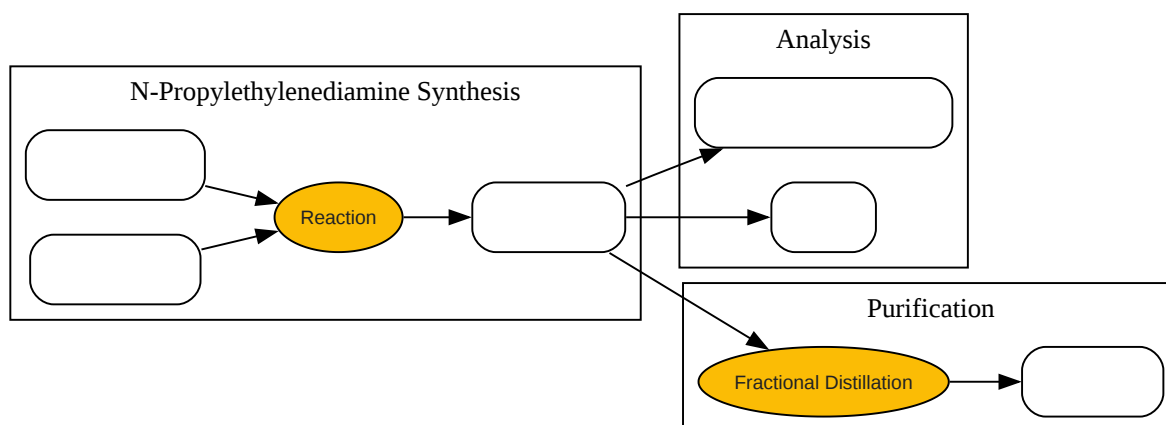 Analysis
N-Propylethylenediamine Synthesis
Reaction
Purification
Fractional Distillation